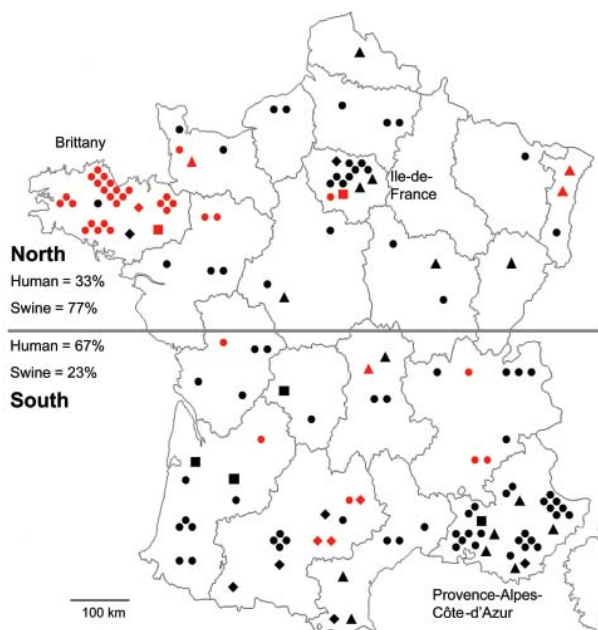 Brittany
Ile-de-
France
North
Human = 33%
Swine = 77%
Human = 67%
Swine = 23%
South
100 km
Provence-Alpes-
Côte-d'Azur